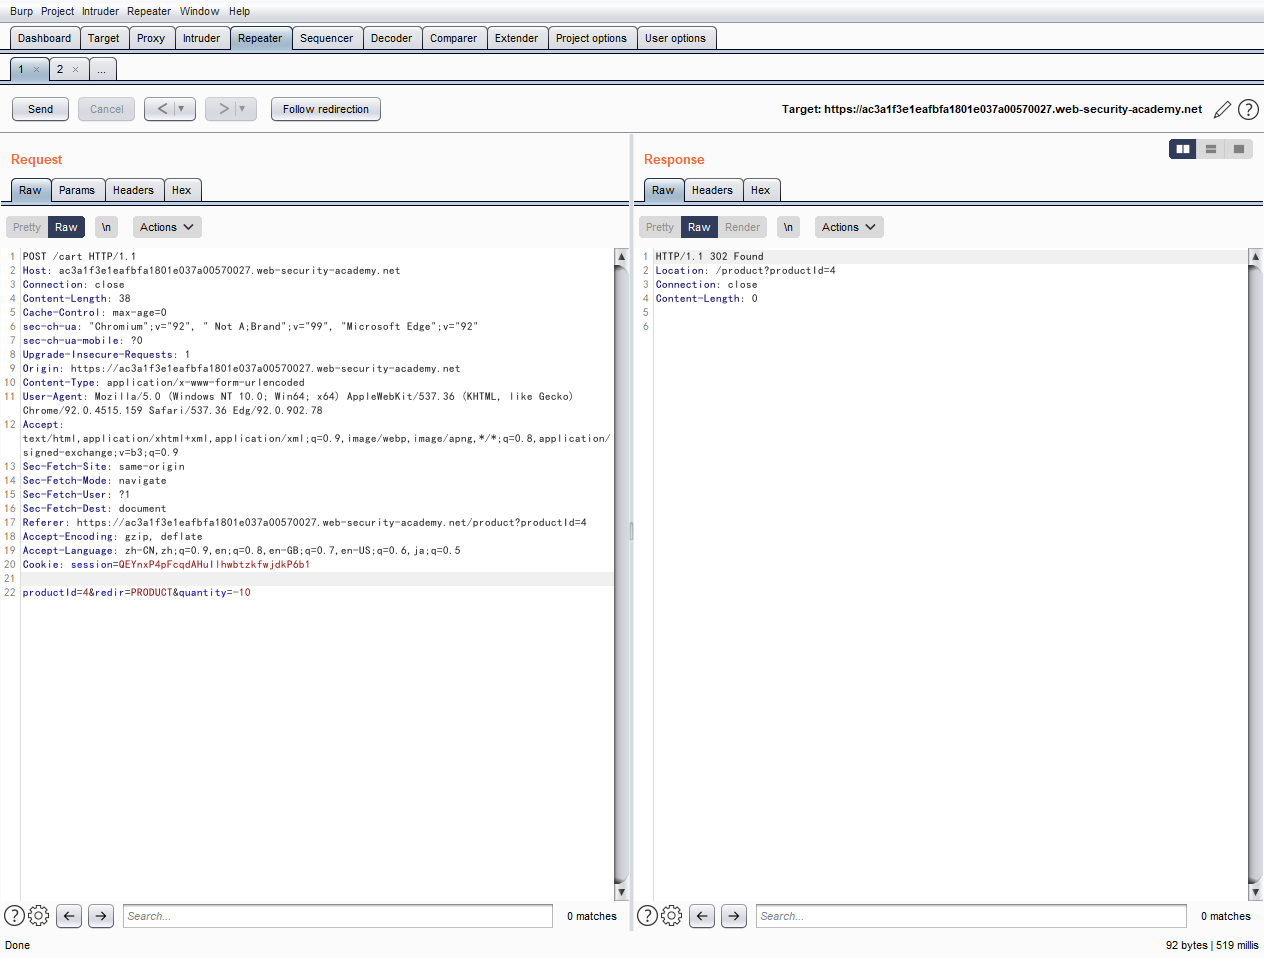 Burp Project Intruder Repeater Window Help
Dashboard Target Proxy Intruder Repeater Sequencer Decoder Comparer Extender Project options User options
1 × 2 × ...
Send Cancel < > Follow redirection Target: https://ac3a1f3e1eafbfa1801e037a00570027.web-security-academy.net ?
Request
Raw Params Headers Hex
Pretty Raw \n Actions
1 POST /cart HTTP/1.1
2 Host: ac3a1f3e1eafbfa1801e037a00570027.web-security-academy.net
3 Connection: close
4 Content-Length: 38
5 Cache-Control: max-age=0
6 sec-ch-ua: "Chromium";v="92", " Not A;Brand";v="99", "Microsoft Edge";v="92"
7 sec-ch-ua-mobile: ?0
8 Upgrade-Insecure-Requests: 1
9 Origin: https://ac3a1f3e1eafbfa1801e037a00570027.web-security-academy.net
10 Content-Type: application/x-www-form-urlencoded
11 User-Agent: Mozilla/5.0 (Windows NT 10.0; Win64; x64) AppleWebKit/537.36 (KHTML, like Gecko)
Chrome/92.0.4515.159 Safari/537.36 Edg/92.0.902.78
12 Accept:
text/html,application/xhtml+xml,application/xml;q=0.9,image/webp,image/apng,*/*;q=0.8,application/
signed-exchange;v=b3;q=0.9
13 Sec-Fetch-Site: same-origin
14 Sec-Fetch-Mode: navigate
15 Sec-Fetch-User: ?1
16 Sec-Fetch-Dest: document
17 Referer: https://ac3a1f3e1eafbfa1801e037a00570027.web-security-academy.net/product?productId=4
18 Accept-Encoding: gzip, deflate
19 Accept-Language: zh-CN,zh;q=0.9,en;q=0.8,en-GB;q=0.7,en-US;q=0.6,ja;q=0.5
20 Cookie: session=QEYnxP4pFcqdAHullhwbtzkfwjdkP6b1
21
22 productId=4&redir=PRODUCT&quantity=-10
? Search... 0 matches
Response
Raw Headers Hex
Pretty Raw Render \n Actions
1 HTTP/1.1 302 Found
2 Location: /product?productId=4
3 Connection: close
4 Content-Length: 0
5
6
? Search... 0 matches
Done 92 bytes | 519 millis